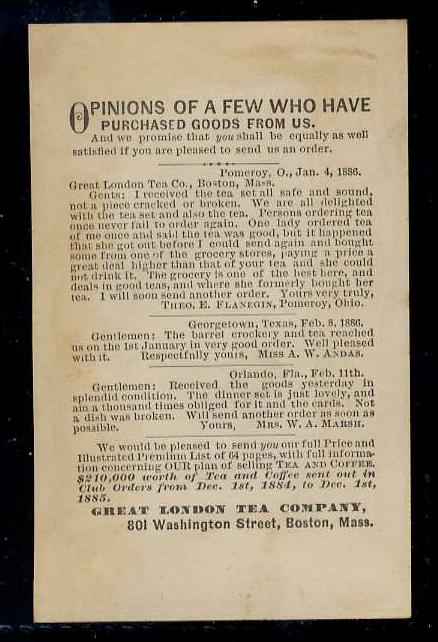 OPINIONS OF A FEW WHO HAVE
PURCHASED GOODS FROM US.
And we promise that you shall be equally as well
satisfied if you are pleased to send us an order.
Pomeroy, O., Jan. 4, 1886.
Great London Tea Co., Boston, Mass.
Gents: I received the tea set all safe and sound,
not a piece cracked or broken. We are all delighted
with the tea set and also the tea. Persons ordering tea
once never fail to order again. One lady ordered tea
of me once and said the tea was good, but it happened
that she got out before I could send again and bought
some from one of the grocery stores, paying a price a
great deal higher than that of your tea and she could
not drink it. The grocery is one of the best here, and
deals in good teas, and where she formerly bought her
tea. I will soon send another order. Yours very truly,
THEO. E. FLANEGIN, Pomeroy, Ohio.
Georgetown, Texas, Feb. 8, 1886.
Gentlemen: The barrel crockery and tea reached
us on the 1st January in very good order. Well pleased
with it. Respectfully yours, MISS A. W. ANDAS.
Orlando, Fla., Feb. 11th.
Gentlemen: Received the goods yesterday in
splendid condition. The dinner set is just lovely, and
am a thousand times obliged for it and the cards. Not
a dish was broken. Will send another order as soon as
possible. Yours, MRS. W. A. MARSH.
We would be pleased to send you our full Price and
Illustrated Premium List of 64 pages, with full informa-
tion concerning OUR plan of selling TEA AND COFFEE.
$210,000 worth of Tea and Coffee sent out in
Club Orders from Dec. 1st, 1884, to Dec. 1st,
1885.
GREAT LONDON TEA COMPANY,
801 Washington Street, Boston, Mass.